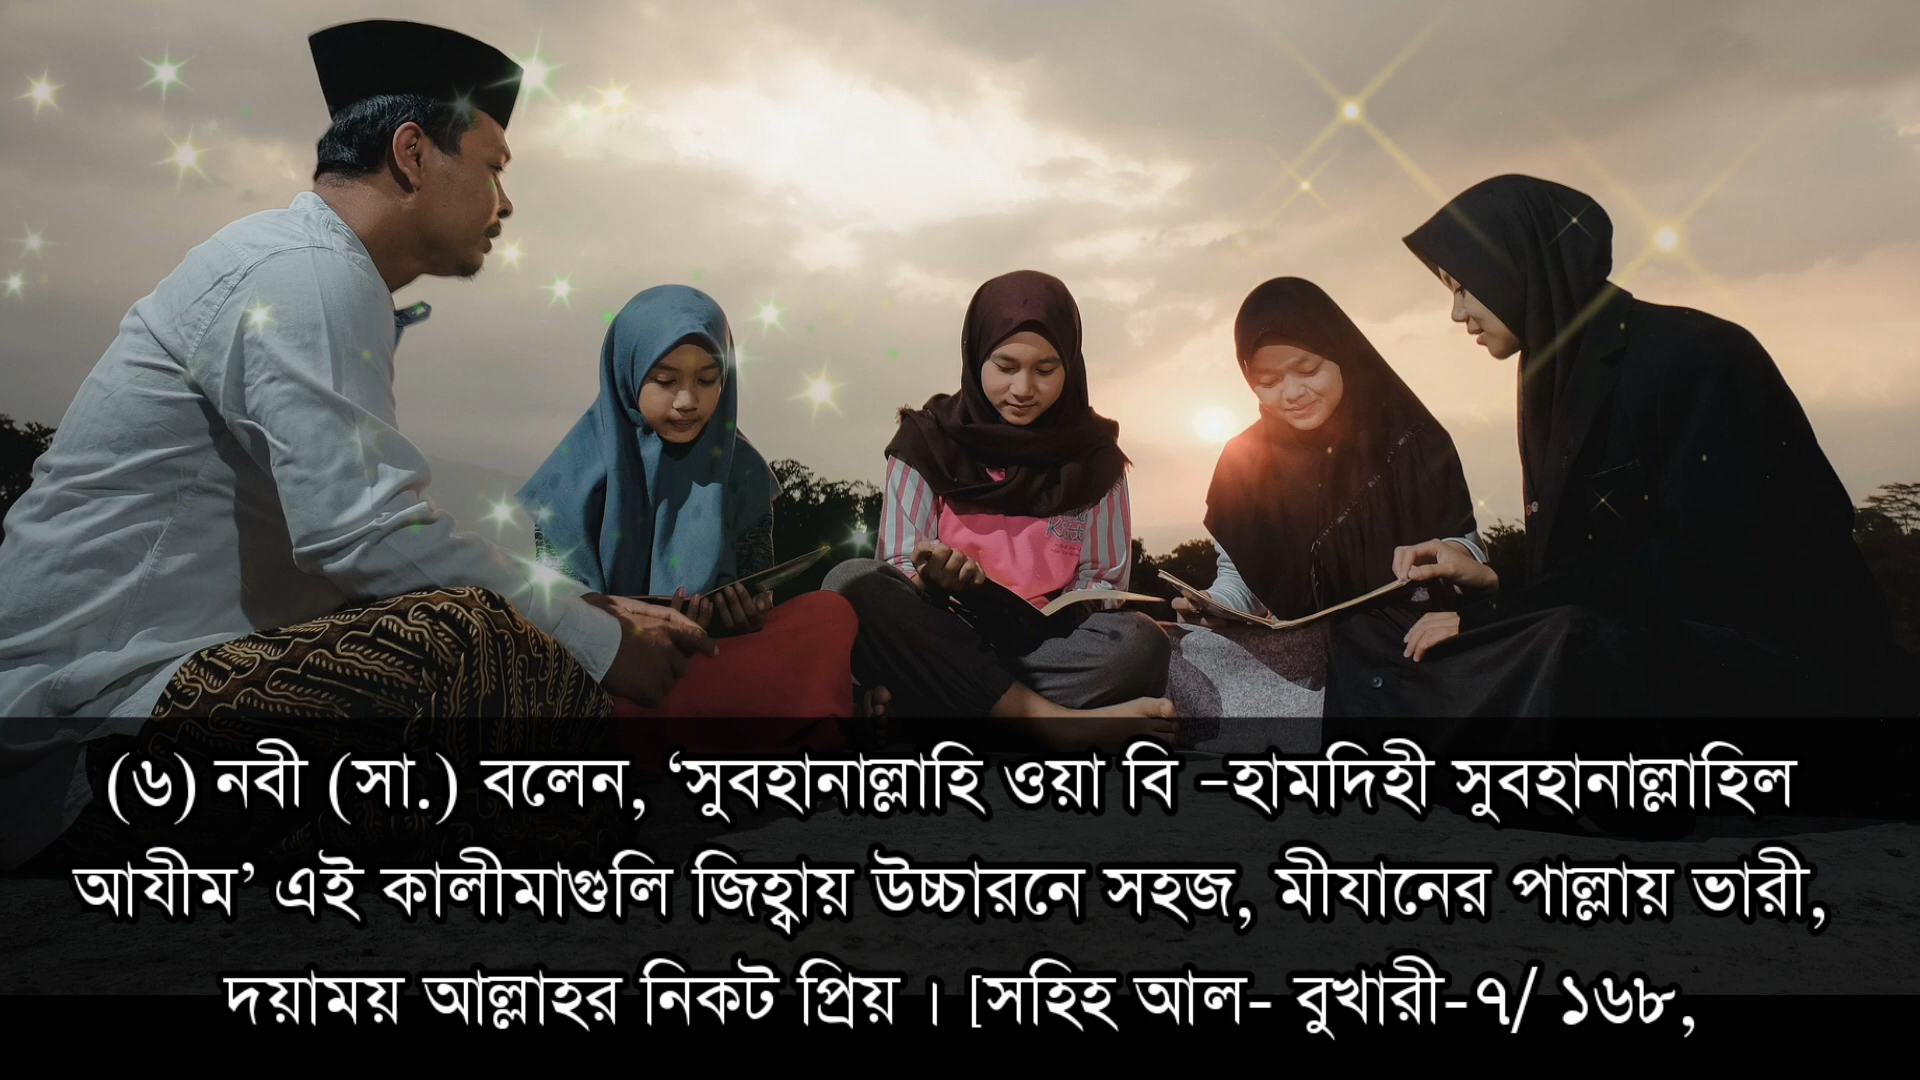 (৬) নবী (সা.) বলেন, ‘সুবহানাল্লাহি ওয়া বি -হামদিহী সুবহানাল্লাহিল
আযীম’ এই কালীমাগুলি জিহ্বায় উচ্চারনে সহজ, মীযানের পাল্লায় ভারী,
দয়াময় আল্লাহর নিকট প্রিয় । [সহিহ আল- বুখারী-৭/ ১৬৮,